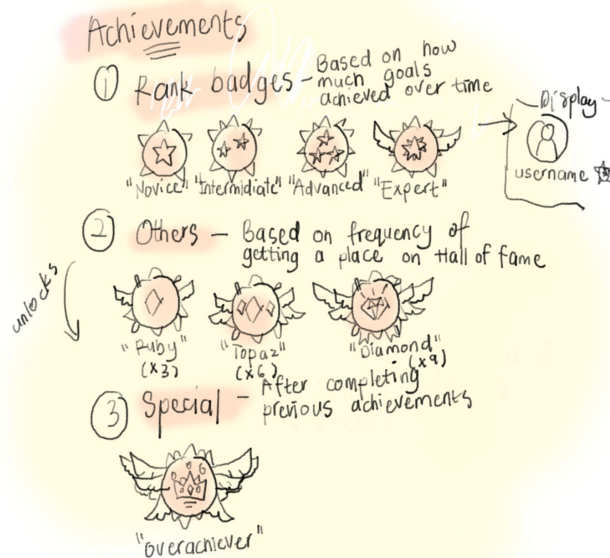 Achievements
① Rank badges - Based on how
much goals
achieved over time
Display -
username
"Novice" "Intermidiate" "Advanced" "Expert"
② Others - Based on frequency of
getting a place on Hall of fame
unlocks
"Ruby" "Topaz" "Diamond"
(x3) (x6) (x9)
③ Special - After completing
previous achievements
"overachiever"